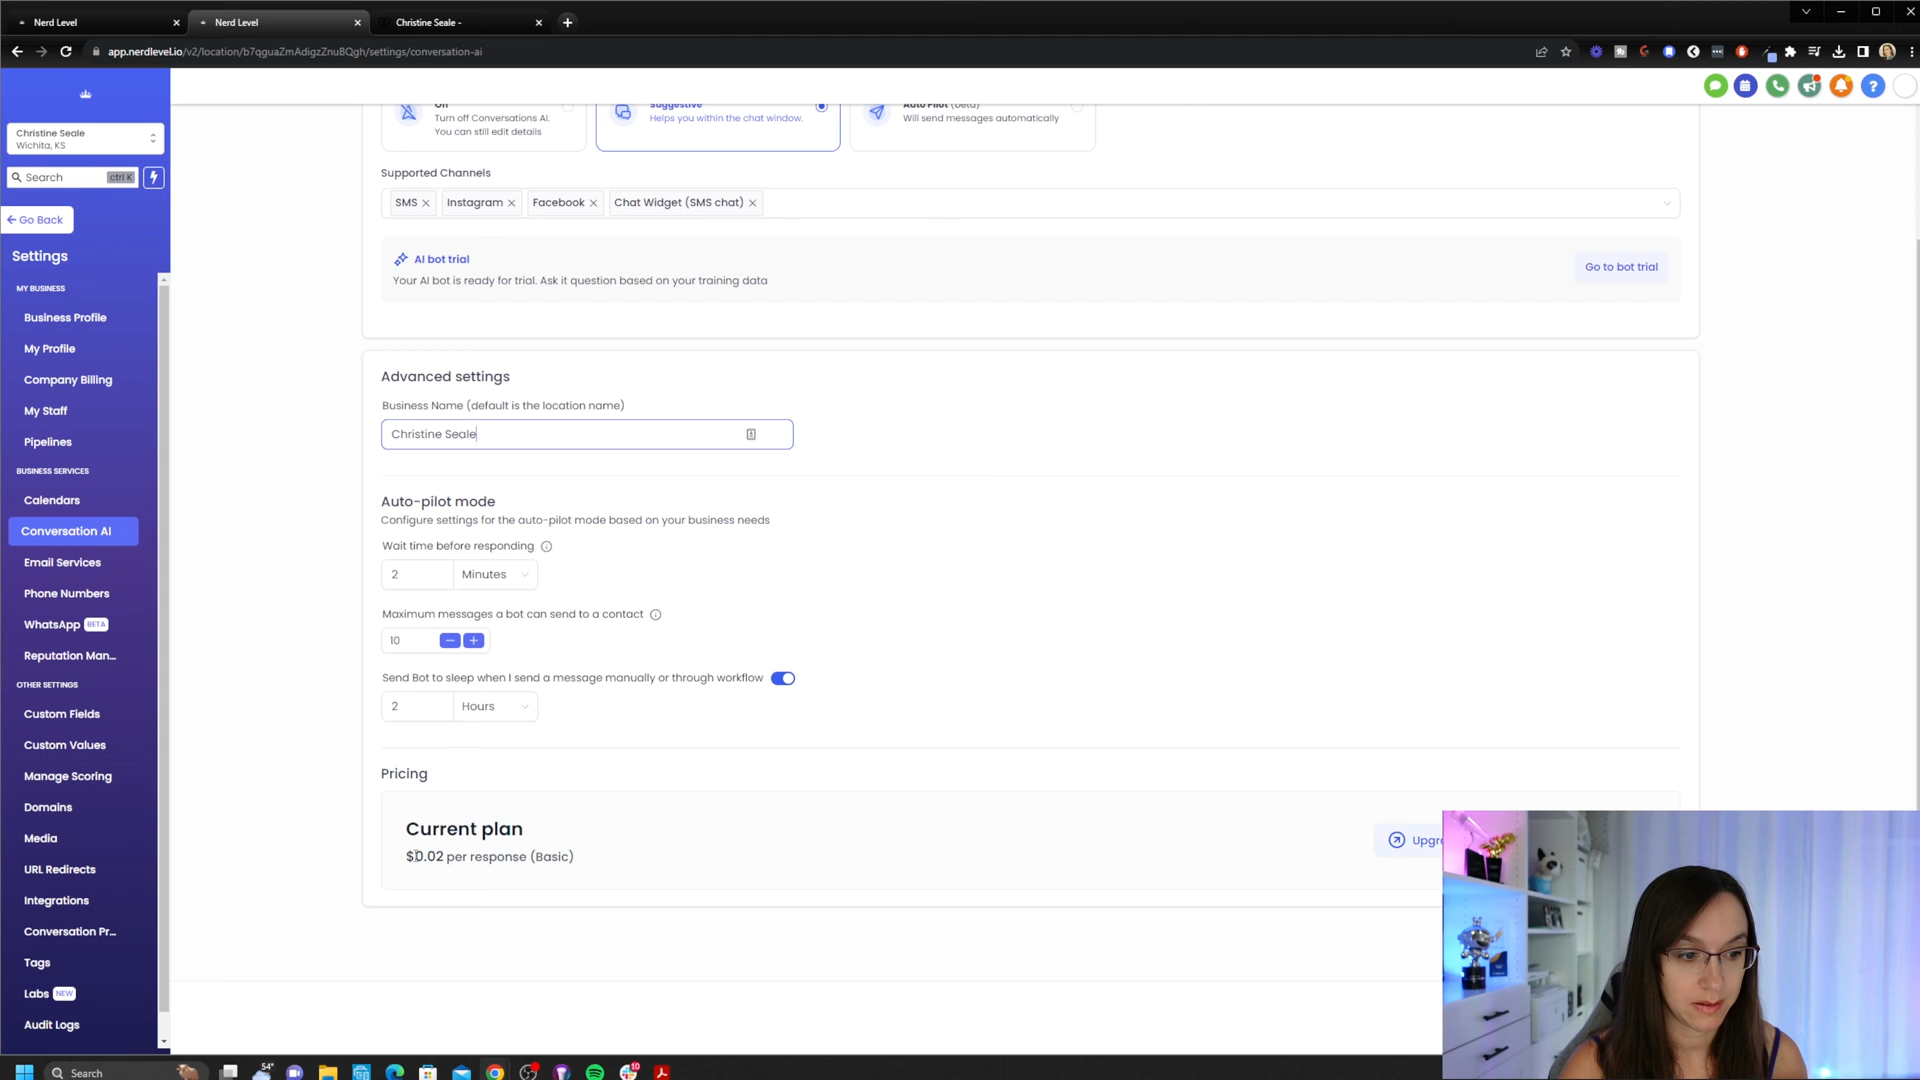 Nerd Level
Nerd Level
Christine Seale -
app.nerdlevel.io/v2/location/b7qguaZmAdigzZnuBQgh/settings/conversation-ai
Christine Seale
Wichita, KS
Search ctrl K
Go Back
Settings
MY BUSINESS
Business Profile
My Profile
Company Billing
My Staff
Pipelines
BUSINESS SERVICES
Calendars
Conversation AI
Email Services
Phone Numbers
WhatsApp BETA
Reputation Man...
OTHER SETTINGS
Custom Fields
Custom Values
Manage Scoring
Domains
Media
URL Redirects
Integrations
Conversation Pr...
Tags
Labs NEW
Audit Logs
Off
Turn off Conversations AI.
You can still edit details
Suggestive
Helps you within the chat window.
Auto Pilot (beta)
Will send messages automatically
Supported Channels
SMS Instagram Facebook Chat Widget (SMS chat)
AI bot trial
Your AI bot is ready for trial. Ask it question based on your training data
Go to bot trial
Advanced settings
Business Name (default is the location name)
Christine Seale
Auto-pilot mode
Configure settings for the auto-pilot mode based on your business needs
Wait time before responding
2 Minutes
Maximum messages a bot can send to a contact
10
Send Bot to sleep when I send a message manually or through workflow
2 Hours
Pricing
Current plan
$0.02 per response (Basic)
Upgr
54°
Search
10